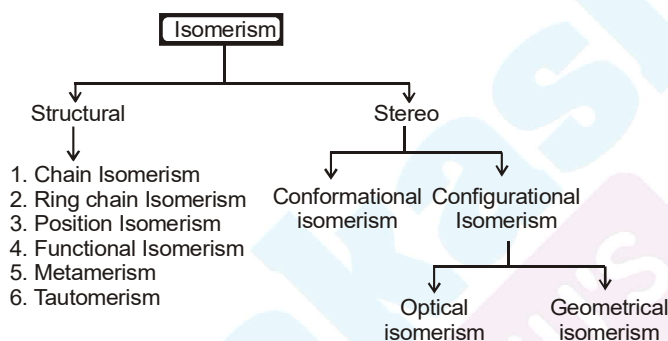 Isomerism
Structural
Stereo
1. Chain Isomerism
2. Ring chain Isomerism
3. Position Isomerism
4. Functional Isomerism
5. Metamerism
6. Tautomerism
Conformational
isomerism
Configurational
Isomerism
Optical
isomerism
Geometrical
isomerism